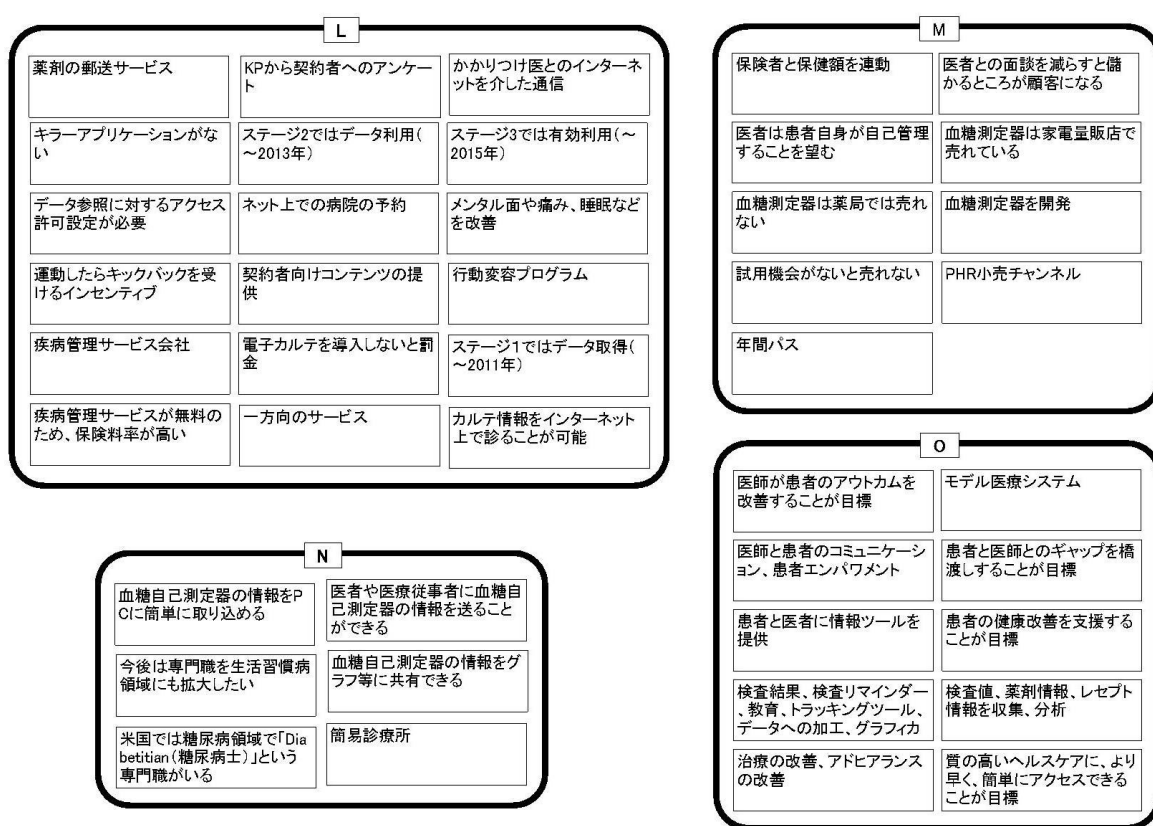 L
薬剤の郵送サービス
KPから契約者へのアンケー
ト
かかりつけ医とのインターネ
ットを介した通信
キラーアプリケーションがな
い
ステージ2ではデータ利用(
～2013年)
ステージ3では有効利用(～
2015年)
データ参照に対するアクセス
許可設定が必要
ネット上での病院の予約
メンタル面や痛み、睡眠など
を改善
運動したらキックバックを受
けるインセンティブ
契約者向けコンテンツの提
供
行動変容プログラム
疾病管理サービス会社
電子カルテを導入しないと罰
金
ステージ1ではデータ取得(
～2011年)
疾病管理サービスが無料の
ため、保険料率が高い
一方向のサービス
カルテ情報をインターネット
上で診ることが可能
M
保険者と保健額を連動
医者との面談を減らすと儲
かるところが顧客になる
医者は患者自身が自己管理
することを望む
血糖測定器は家電量販店で
売れている
血糖測定器は薬局では売れ
ない
血糖測定器を開発
試用機会がないと売れない
PHR小売チャンネル
年間パス
N
血糖自己測定器の情報をP
Cに簡単に取り込める
医者や医療従事者に血糖自
己測定器の情報を送ること
ができる
今後は専門職を生活習慣病
領域にも拡大したい
血糖自己測定器の情報をグ
ラフ等に共有できる
米国では糖尿病領域で「Dia
betitian(糖尿病士)」という
専門職がいる
簡易診療所
O
医師が患者のアウトカムを
改善することが目標
モデル医療システム
医師と患者のコミュニケーシ
ョン、患者エンパワメント
患者と医師とのギャップを橋
渡しすることが目標
患者と医者に情報ツールを
提供
患者の健康改善を支援する
ことが目標
検査結果、検査リマインダー
、教育、トラッキングツール、
データへの加工、グラフィカ
検査値、薬剤情報、レセプト
情報を収集、分析
治療の改善、アドヒアランス
の改善
質の高いヘルスケアに、より
早く、簡単にアクセスできる
ことが目標